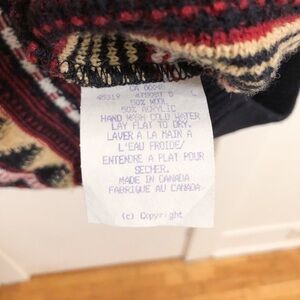 50% WOOL
50% ACRYLIC
HAND WASH COLD WATER
LAY FLAT TO DRY.
LAVER A LA MAIN A
L'EAU FROIDE/
ENTENDRE A PLAT POUR
SECHER.
MADE IN CANADA
FABRIQUE AU CANADA
(c) Copyright